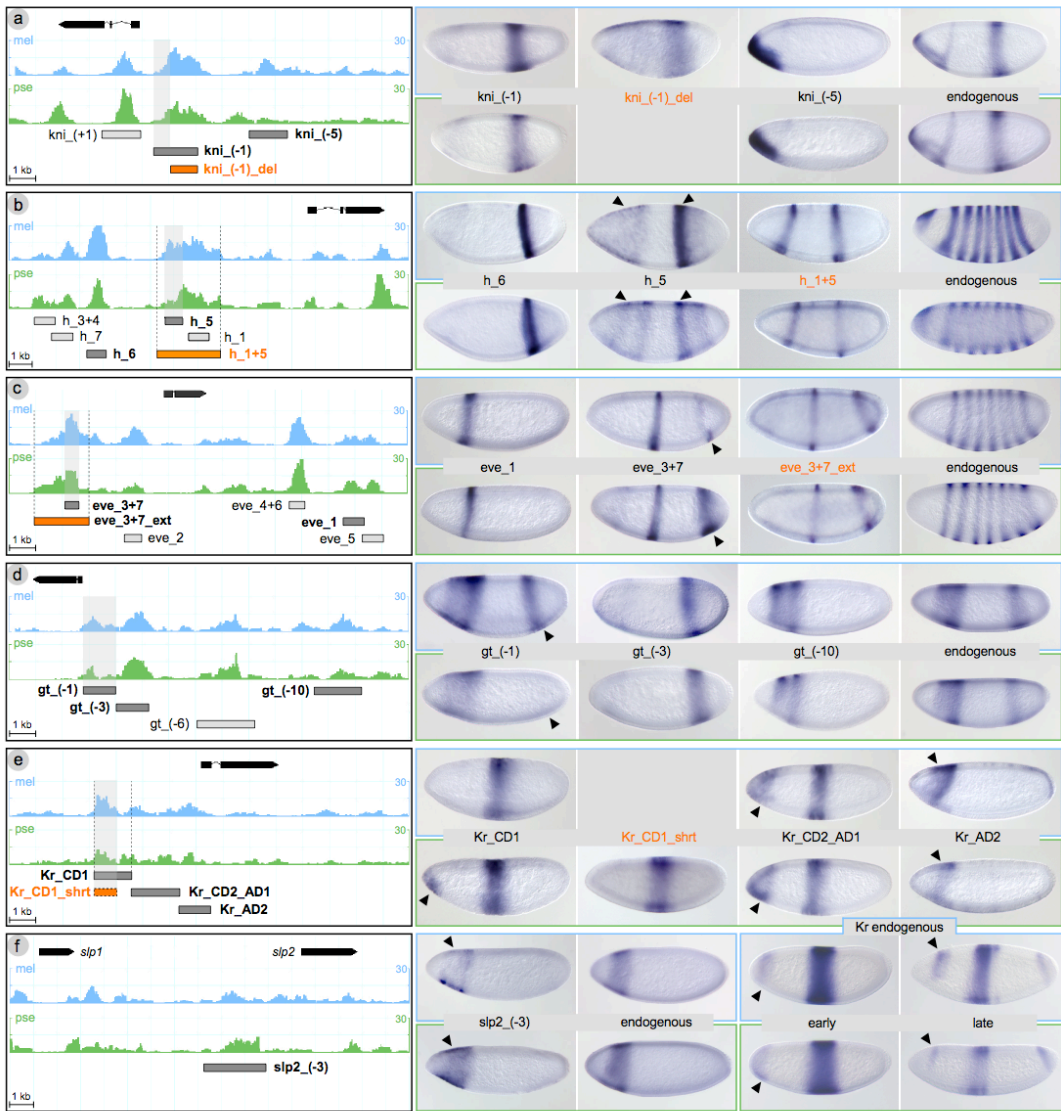 a
mel
30
pse
30
kni_(+1)
kni_(-5)
kni_(-1)
kni_(-1)_del
1 kb
kni_(-1)
kni_(-1)_del
kni_(-5)
endogenous
b
mel
30
pse
30
h_3+4
h_5
h_7
h_1
h_6
h_1+5
1 kb
h_6
h_5
h_1+5
endogenous
c
mel
30
pse
30
eve_3+7
eve_4+6
eve_3+7_ext
eve_1
eve_2
eve_5
1 kb
eve_1
eve_3+7
eve_3+7_ext
endogenous
d
mel
30
pse
30
gt_(-1)
gt_(-10)
gt_(-3)
gt_(-6)
1 kb
gt_(-1)
gt_(-3)
gt_(-10)
endogenous
e
mel
30
pse
30
Kr_CD1
Kr_CD1_shrt
Kr_CD2_AD1
Kr_AD2
1 kb
Kr_CD1
Kr_CD1_shrt
Kr_CD2_AD1
Kr_AD2
Kr endogenous
f
slp1
slp2
mel
30
pse
30
slp2_(-3)
1 kb
slp2_(-3)
endogenous
early
late